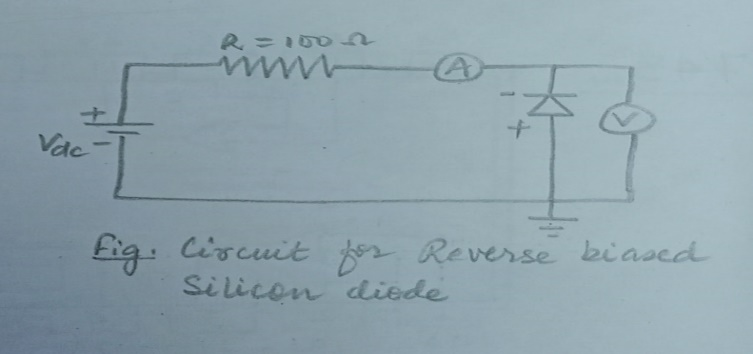 R = 100 Ω
A
+
Vdc
-
-
+
V
Fig. Circuit for Reverse biased
Silicon diode